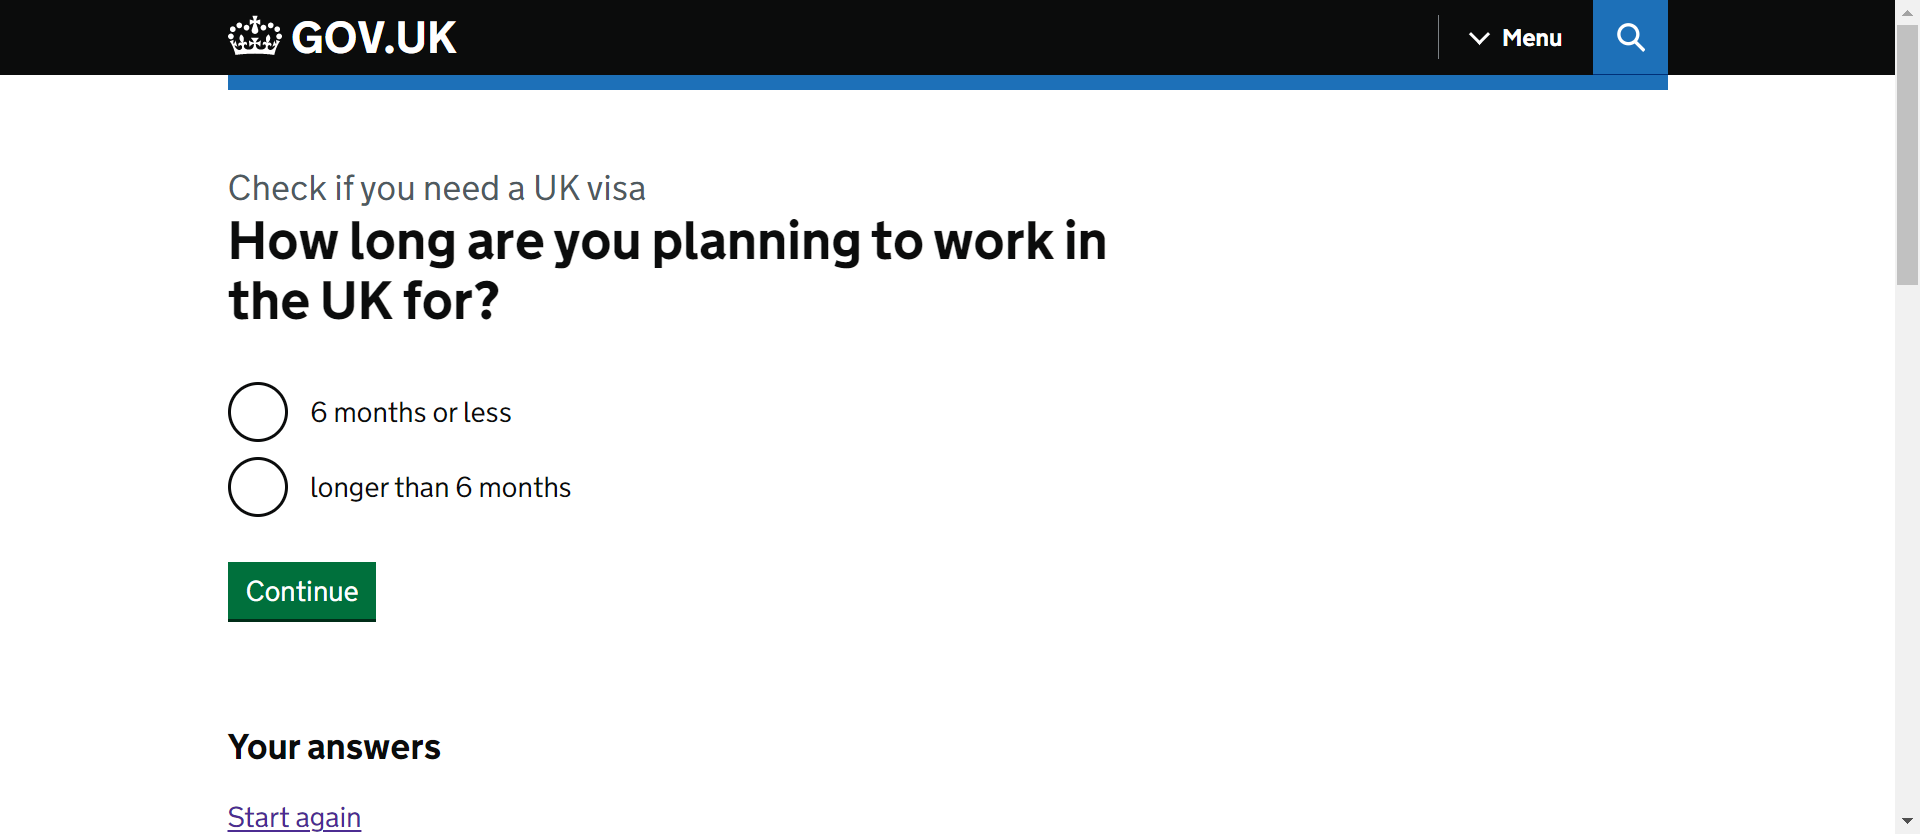 GOV.UK
Menu
Check if you need a UK visa
How long are you planning to work in
the UK for?
6 months or less
longer than 6 months
Continue
Your answers
Start again